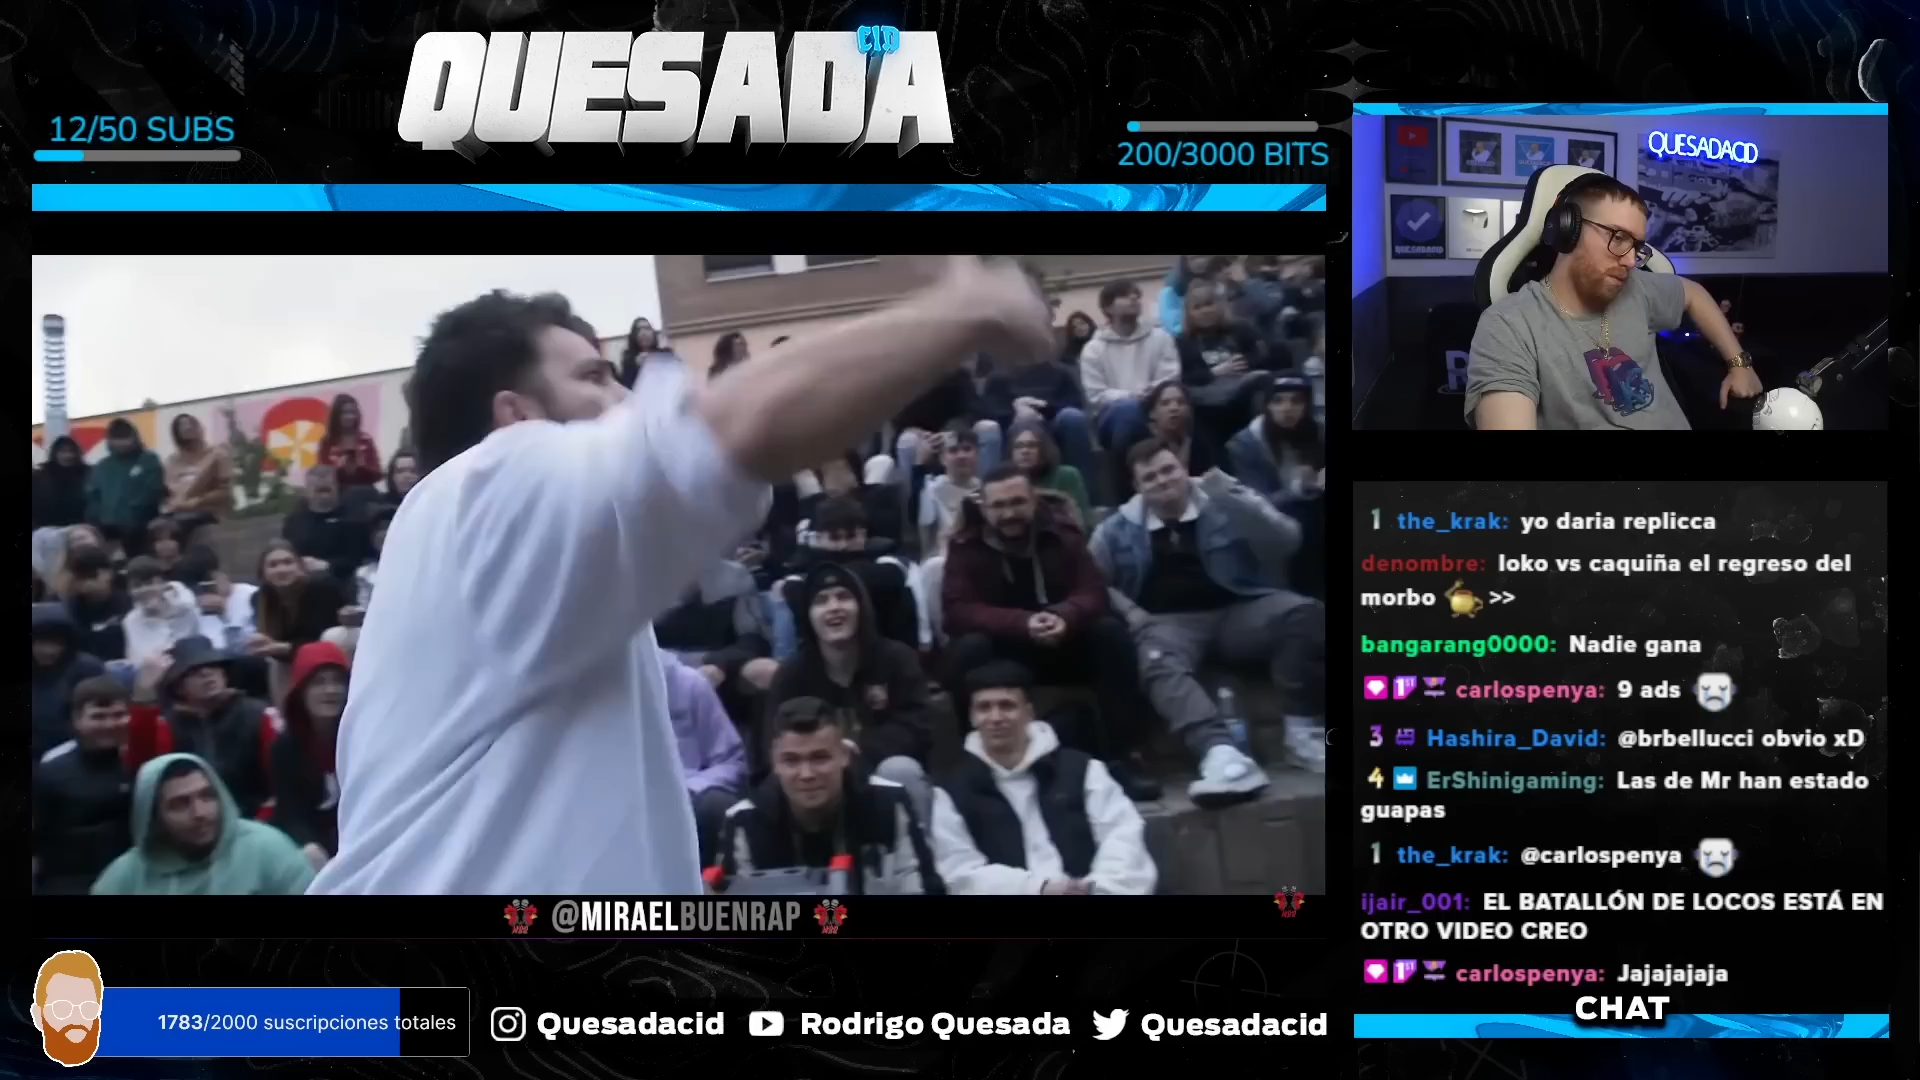 CID
QUESADA
12/50 SUBS
200/3000 BITS
QUESADACID
1 the_krak: yo daria replicca
denombre: loko vs caquiña el regreso del
morbo >>
bangarang0000: Nadie gana
carlospenya: 9 ads
3 Hashira_David: @brbellucci obvio xD
4 ErShinigaming: Las de Mr han estado
guapas
1 the_krak: @carlospenya
ijair_001: EL BATALLÓN DE LOCOS ESTÁ EN
OTRO VIDEO CREO
carlospenya: Jajajajaja
CHAT
@MIRAELBUENRAP
1783/2000 suscripciones totales
Quesadacid
Rodrigo Quesada
Quesadacid